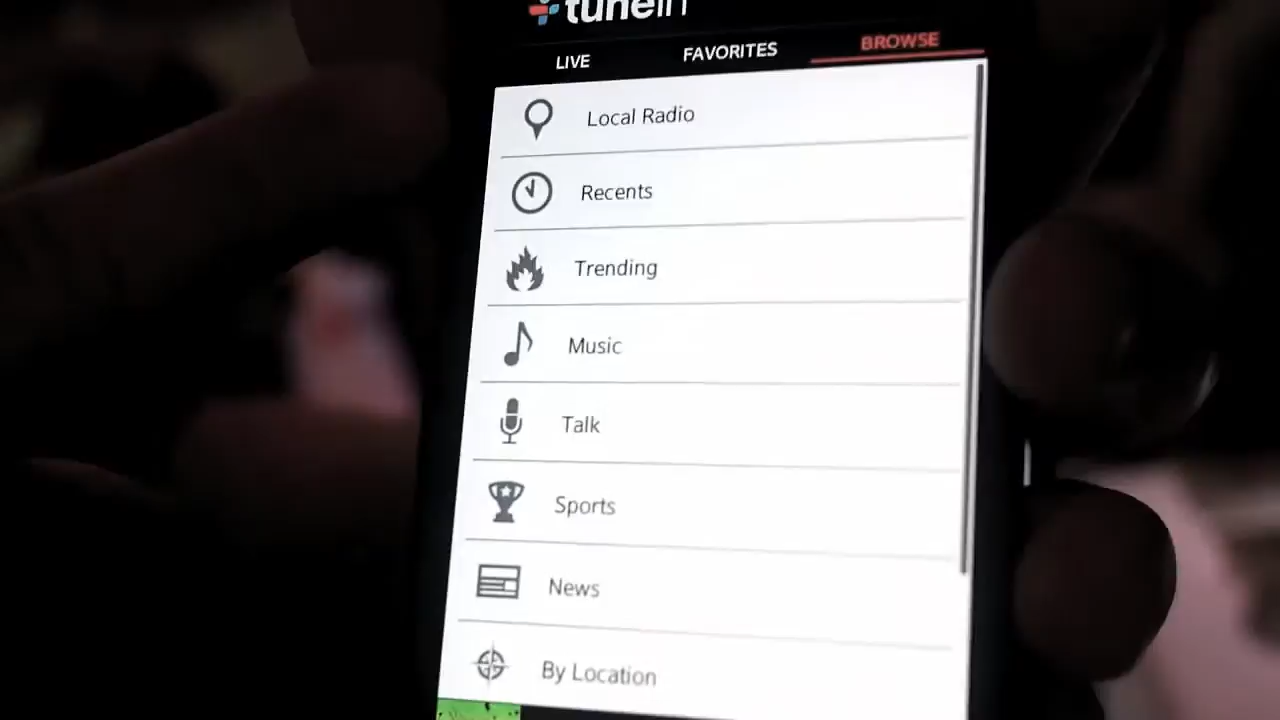 tunein
LIVE
FAVORITES
BROWSE
Local Radio
Recents
Trending
Music
Talk
Sports
News
By Location